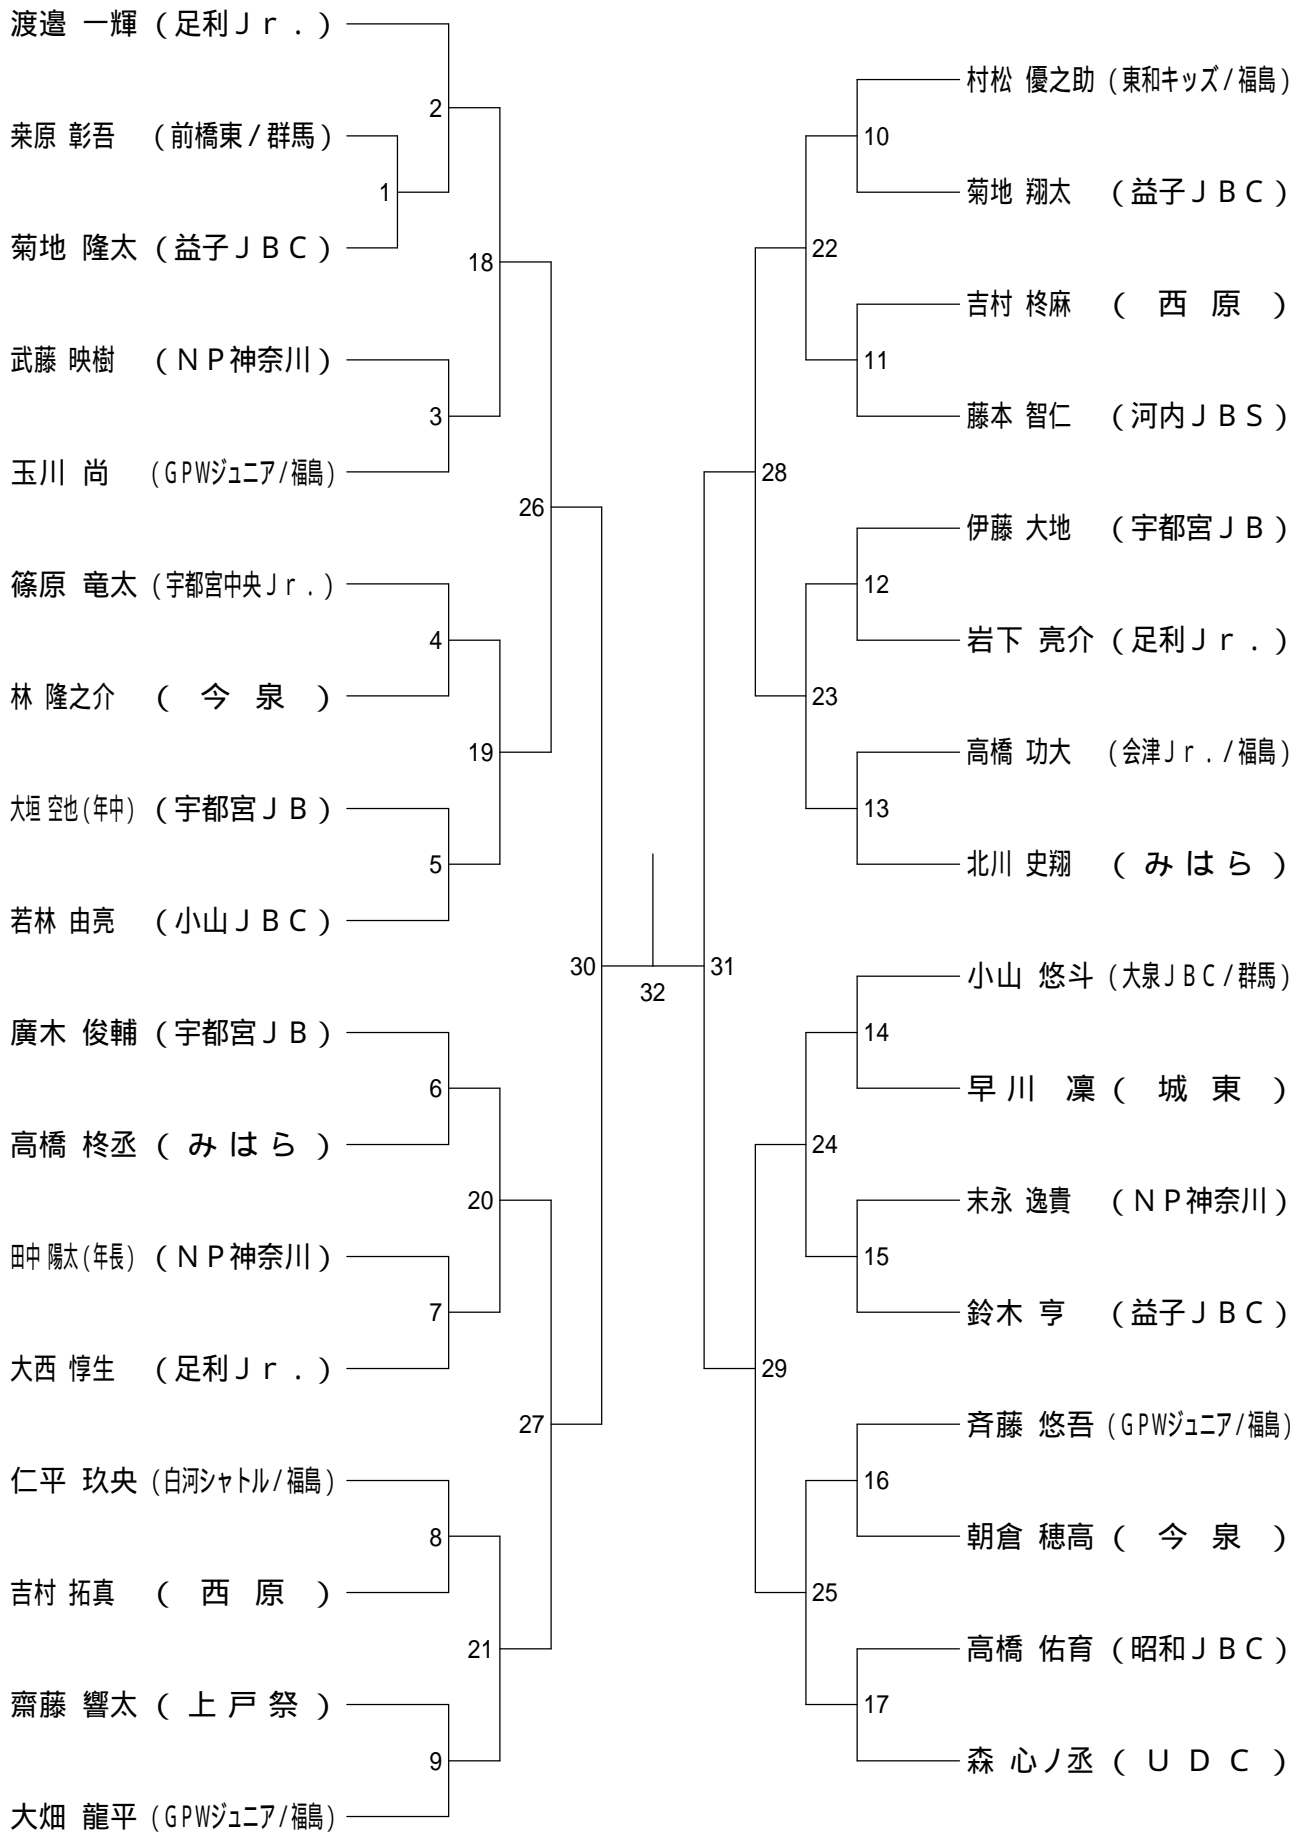 渡邉 一輝 (足利Jr.)
2
桒原 彰吾 (前橋東/群馬)
1
菊地 隆太 (益子JBC)
18
武藤 映樹 (NP神奈川)
3
玉川 尚 (GPWジュニア/福島)
26
篠原 竜太 (宇都宮中央Jr.)
4
林 隆之介 (今泉)
19
大垣 空也(年中) (宇都宮JB)
5
若林 由亮 (小山JBC)
30
廣木 俊輔 (宇都宮JB)
6
高橋 柊丞 (みはら)
20
田中 陽太(年長) (NP神奈川)
7
大西 惇生 (足利Jr.)
27
仁平 玖央 (白河シャトル/福島)
8
吉村 拓真 (西原)
21
齋藤 響太 (上戸祭)
9
大畑 龍平 (GPWジュニア/福島)
32
村松 優之助 (東和キッズ/福島)
10
菊地 翔太 (益子JBC)
22
吉村 柊麻 (西原)
11
藤本 智仁 (河内JBS)
28
伊藤 大地 (宇都宮JB)
12
岩下 亮介 (足利Jr.)
23
高橋 功大 (会津Jr./福島)
13
北川 史翔 (みはら)
31
小山 悠斗 (大泉JBC/群馬)
14
早川 凜 (城東)
24
末永 逸貴 (NP神奈川)
15
鈴木 亨 (益子JBC)
29
斉藤 悠吾 (GPWジュニア/福島)
16
朝倉 穂高 (今泉)
25
高橋 佑育 (昭和JBC)
17
森 心ノ丞 (UDC)